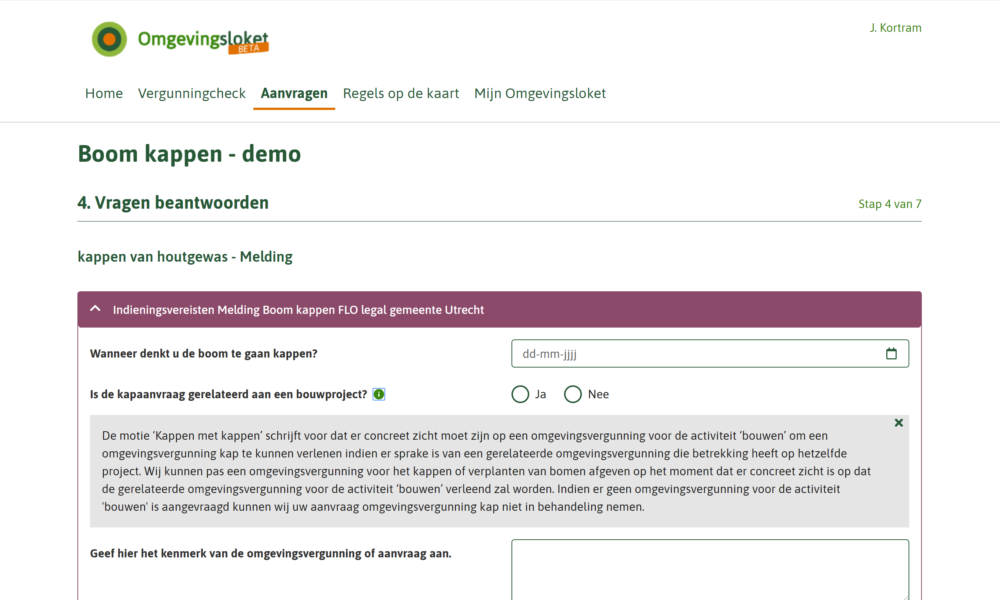 Omgevingsloket
BETA
J. Kortram
Home Vergunningcheck Aanvragen Regels op de kaart Mijn Omgevingsloket
Boom kappen - demo
4. Vragen beantwoorden
Stap 4 van 7
kappen van houtgewas - Melding
Indieningsvereisten Melding Boom kappen FLO legal gemeente Utrecht
Wanneer denkt u de boom te gaan kappen?
dd-mm-jjjj
Is de kapaanvraag gerelateerd aan een bouwproject?
Ja Nee
De motie ‘Kappen met kappen’ schrijft voor dat er concreet zicht moet zijn op een omgevingsvergunning voor de activiteit ‘bouwen’ om een
omgevingsvergunning kap te kunnen verlenen indien er sprake is van een gerelateerde omgevingsvergunning die betrekking heeft op hetzelfde
project. Wij kunnen pas een omgevingsvergunning voor het kappen of verplanten van bomen afgeven op het moment dat er concreet zicht is op dat
de gerelateerde omgevingsvergunning voor de activiteit ‘bouwen’ verleend zal worden. Indien er geen omgevingsvergunning voor de activiteit
'bouwen' is aangevraagd kunnen wij uw aanvraag omgevingsvergunning kap niet in behandeling nemen.
Geef hier het kenmerk van de omgevingsvergunning of aanvraag aan.